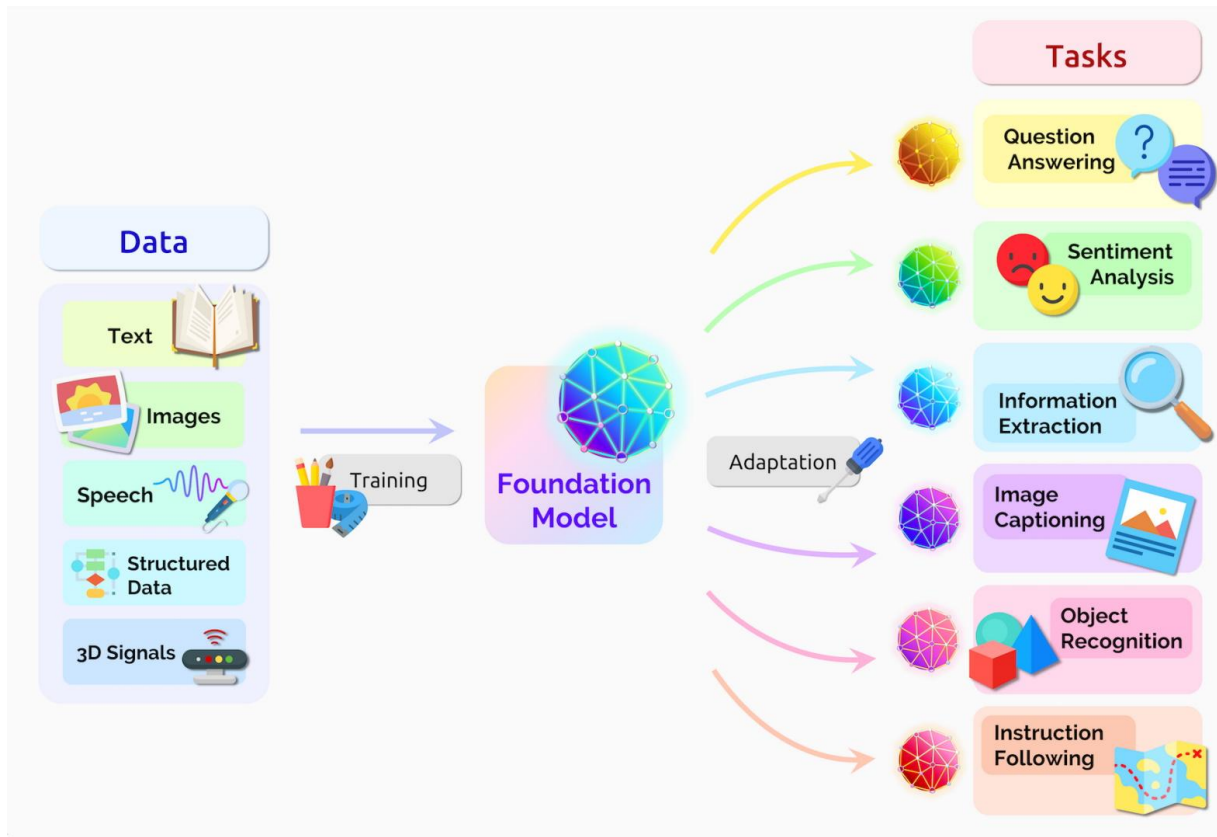 Data
Text
Images
Speech
Structured
Data
3D Signals
Training
Foundation
Model
Adaptation
Tasks
Question
Answering
?
Sentiment
Analysis
Information
Extraction
Image
Captioning
Object
Recognition
Instruction
Following